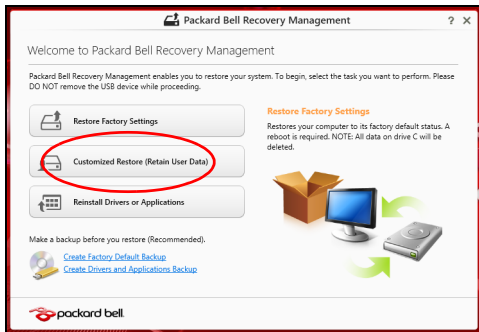 Packard Bell Recovery Management ? X
Welcome to Packard Bell Recovery Management
Packard Bell Recovery Management enables you to restore your system. To begin, select the task you want to perform. Please
DO NOT remove the USB device while proceeding.
Restore Factory Settings
Customized Restore (Retain User Data)
Reinstall Drivers or Applications
Restore Factory Settings
Restores your computer to its factory default status. A
reboot is required. NOTE: All data on drive C will be
deleted.
Make a backup before you restore (Recommended).
Create Factory Default Backup
Create Drivers and Applications Backup
packard bell.